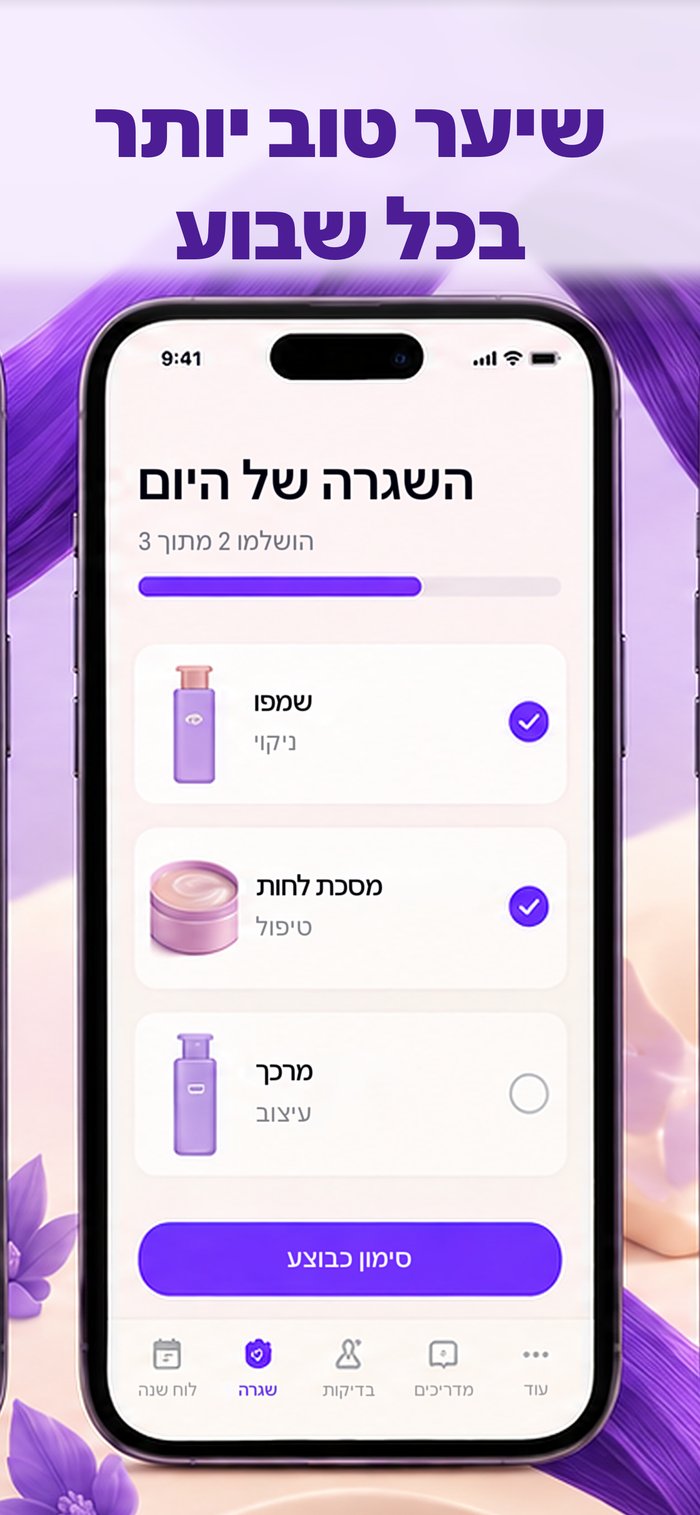 שיער טוב יותר
בכל שבוע
9:41
השגרה של היום
הושלמו 2 מתוך 3
שמפו
ניקוי
מסכת לחות
טיפול
מרכך
עיצוב
סימון כבוצע
עוד
מדריכים
בדיקות
שגרה
לוח שנה